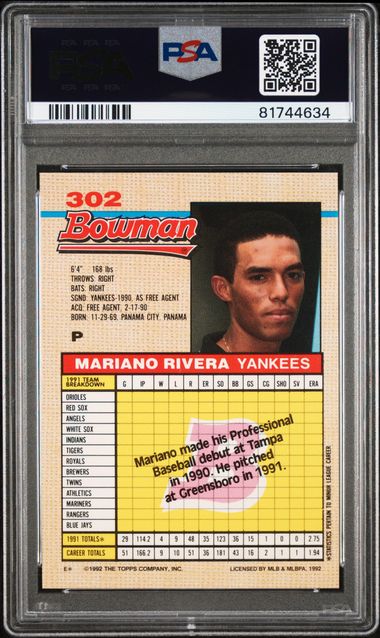 PSA
81744634
302
Bowman
6'4" 168 lbs
THROWS: RIGHT
BATS: RIGHT
SGND: YANKEES-1990, AS FREE AGENT
ACQ: FREE AGENT, 2-17-90
BORN: 11-29-69, PANAMA CITY, PANAMA
P
MARIANO RIVERA YANKEES
1991 TEAM BREAKDOWN G IP W L R ER SO BB GS CG SHO SV ERA
ORIOLES
RED SOX
ANGELS
WHITE SOX
INDIANS
TIGERS
ROYALS
BREWERS
TWINS
ATHLETICS
MARINERS
RANGERS
BLUE JAYS
Mariano made his Professional
Baseball debut at Tampa
in 1990. He pitched
at Greensboro in 1991.
1991 TOTALS* 29 114.2 4 9 48 35 123 36 15 1 0 0 2.75
CAREER TOTALS 51 166.2 9 10 65 36 181 43 16 2 1 0 1.94
*STATISTICS PERTAIN TO MINOR LEAGUE CAREER
E* ©1992 THE TOPPS COMPANY, INC. LICENSED BY MLB & MLBPA, 1992